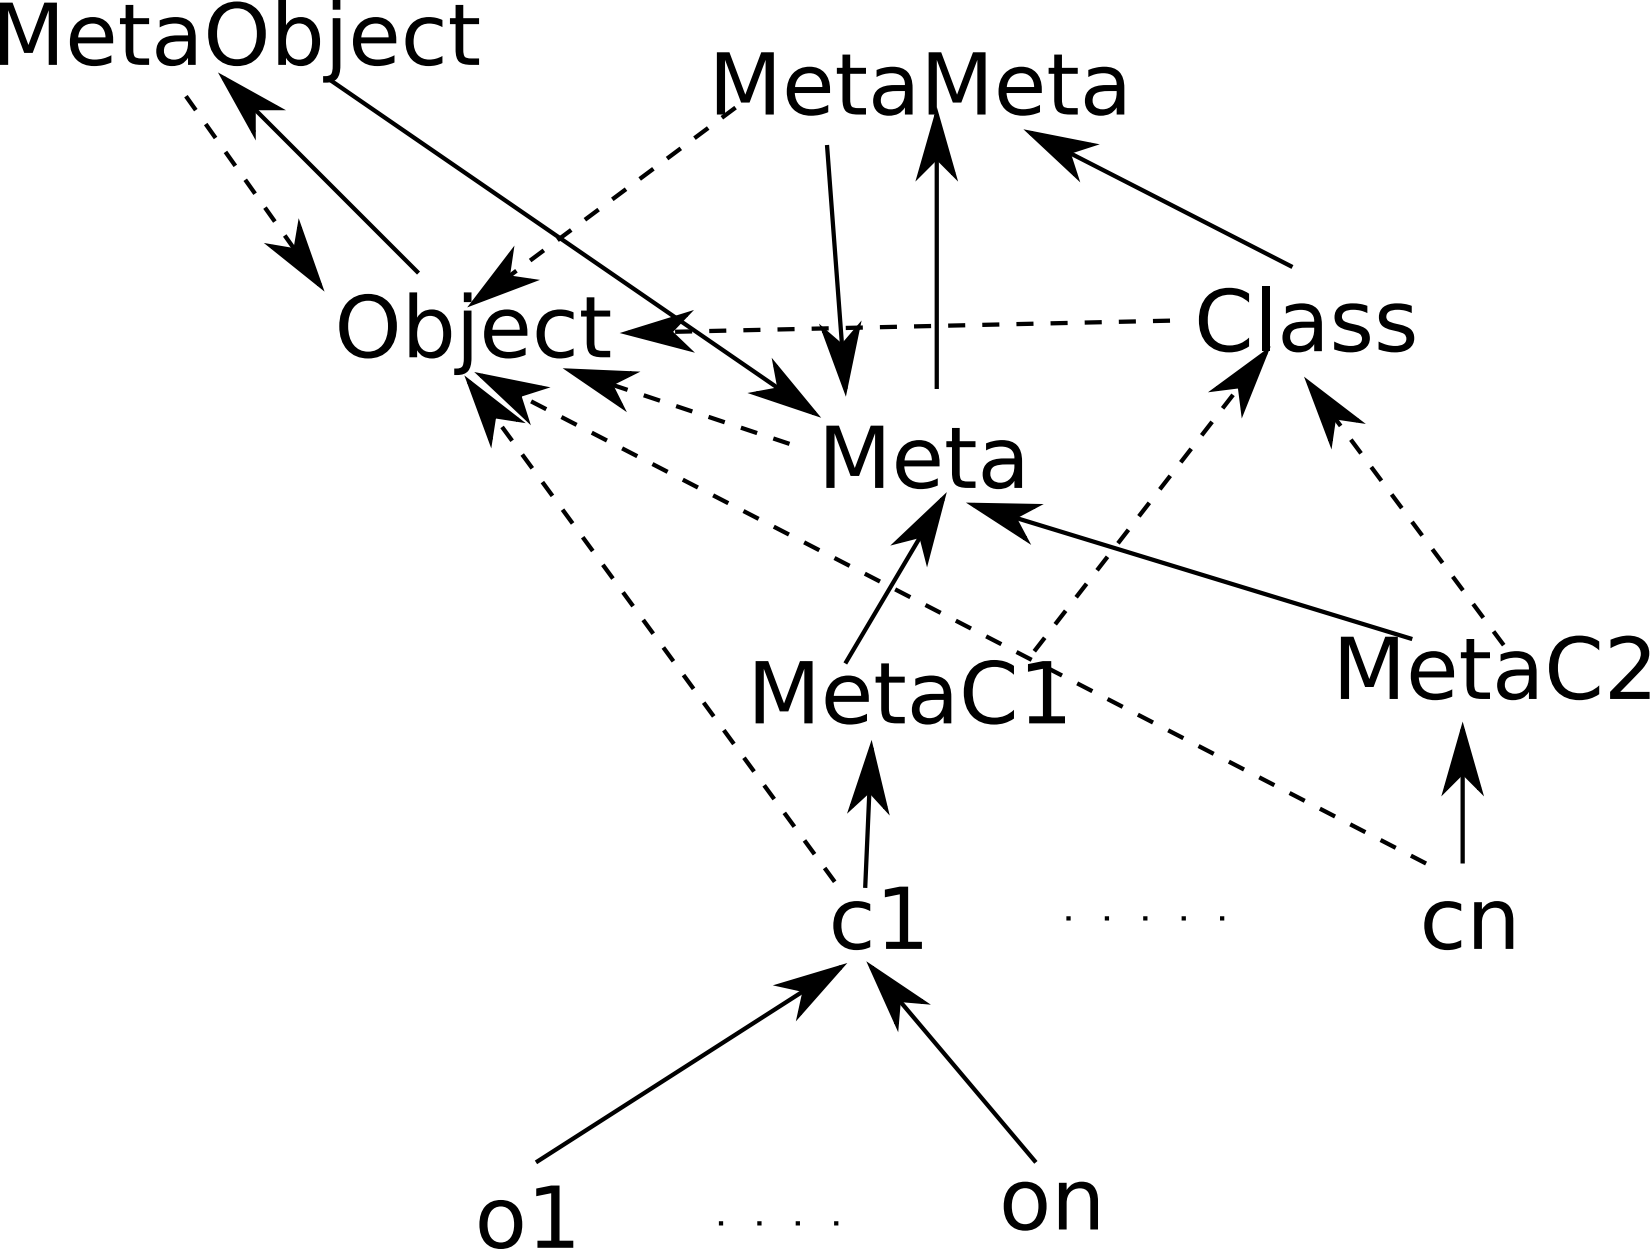 MetaObject
MetaMeta
Object
Class
Meta
MetaC1
MetaC2
c1 . . . . . cn
o1 . . . . on